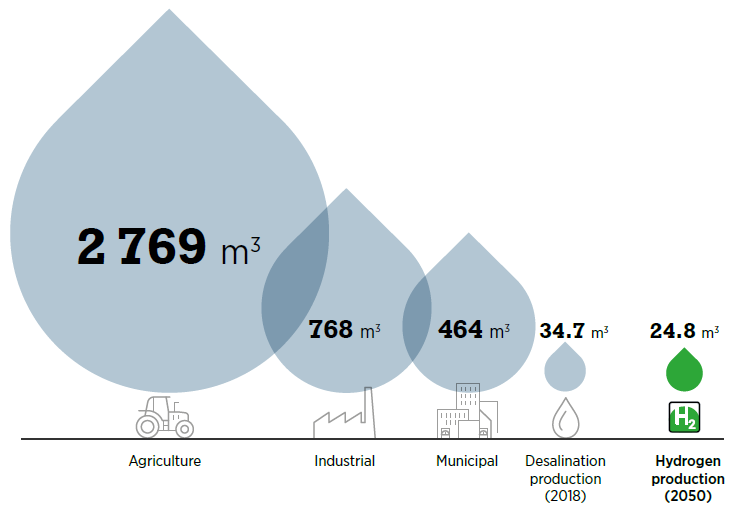 2 769 m³
768 m³
464 m³
34.7 m³
24.8 m³
H₂
Agriculture
Industrial
Municipal
Desalination
production
(2018)
Hydrogen
production
(2050)